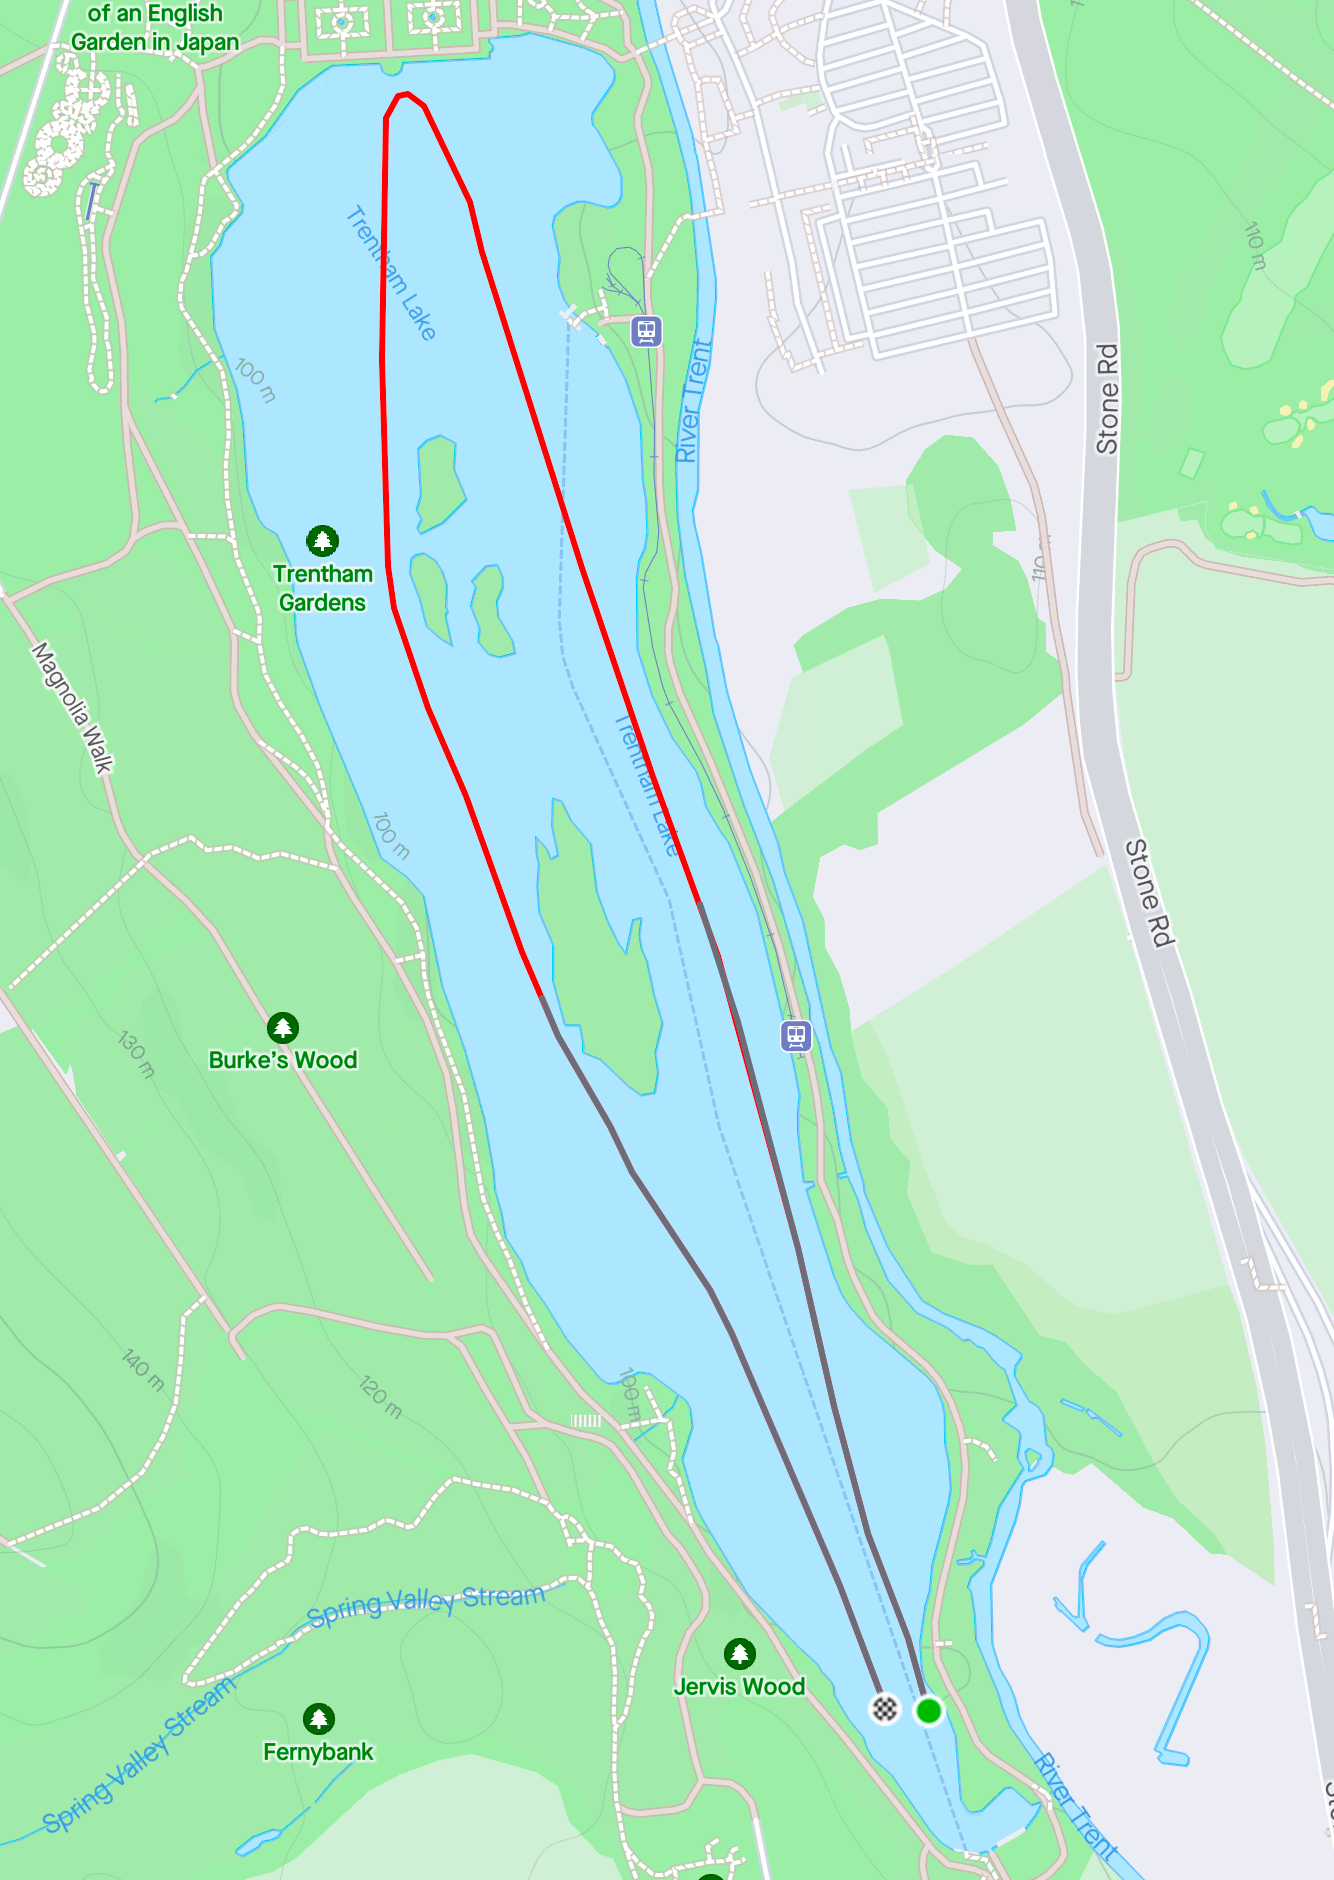 of an English
Garden in Japan
Trentham Lake
110 m
River Trent
Stone Rd
100 m
Trentham
Gardens
110 m
Magnolia Walk
Trentham Lake
100 m
Stone Rd
Burke's Wood
130 m
140 m
120 m
100 m
Spring Valley Stream
Jervis Wood
Spring Valley Stream
Fernybank
River Trent